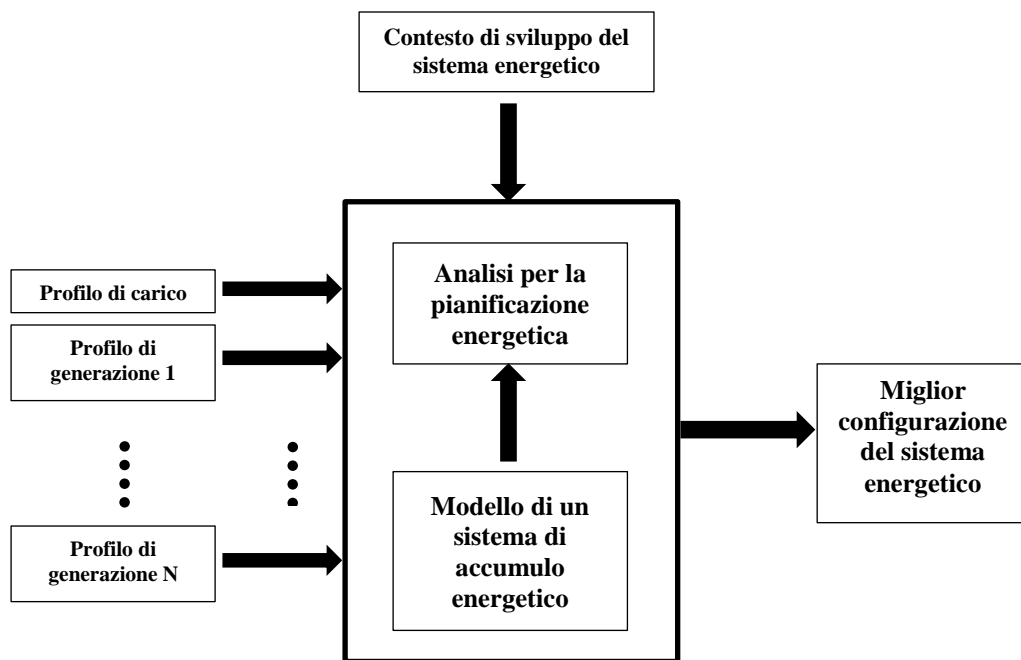 Contesto di sviluppo del
sistema energetico
Analisi per la
pianificazione
energetica
Profilo di carico
Profilo di
generazione 1
Miglior
configurazione
del sistema
energetico
Modello di un
sistema di
accumulo
energetico
Profilo di
generazione N